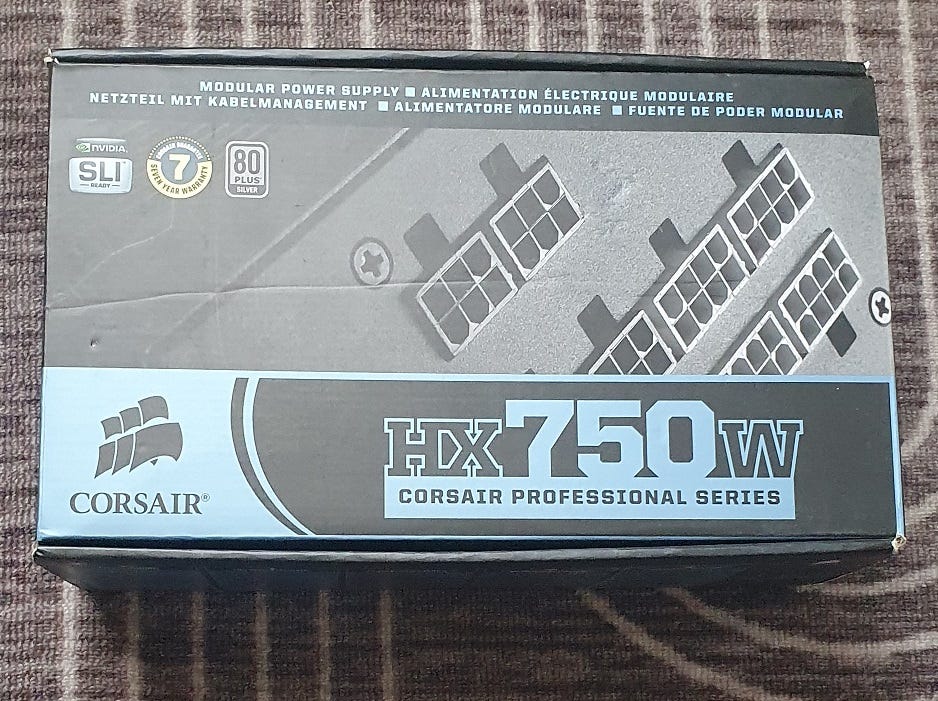 MODULAR POWER SUPPLY ■ ALIMENTATION ÉLECTRIQUE MODULAIRE
NETZTEIL MIT KABELMANAGEMENT ■ ALIMENTATORE MODULARE ■ FUENTE DE PODER MODULAR
NVIDIA.
SLI
READY
7
SEVEN YEAR WARRANTY
80
PLUS
SILVER
HX750W
CORSAIR PROFESSIONAL SERIES
CORSAIR®